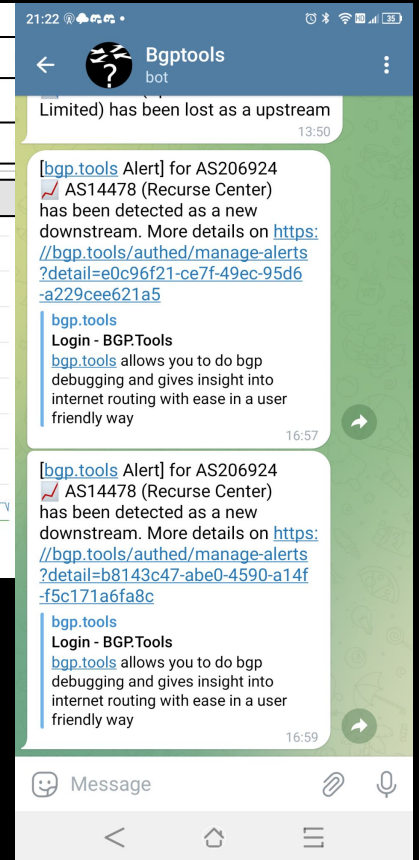 21:22
35
Bgptools
bot
Limited) has been lost as a upstream
13:50
[bgp.tools Alert] for AS206924
AS14478 (Recurse Center)
has been detected as a new
downstream. More details on https:
//bgp.tools/authed/manage-alerts
?detail=e0c96f21-ce7f-49ec-95d6
-a229cee621a5
bgp.tools
Login - BGP.Tools
bgp.tools allows you to do bgp
debugging and gives insight into
internet routing with ease in a user
friendly way
16:57
[bgp.tools Alert] for AS206924
AS14478 (Recurse Center)
has been detected as a new
downstream. More details on https:
//bgp.tools/authed/manage-alerts
?detail=b8143c47-abe0-4590-a14f
-f5c171a6fa8c
bgp.tools
Login - BGP.Tools
bgp.tools allows you to do bgp
debugging and gives insight into
internet routing with ease in a user
friendly way
16:59
Message